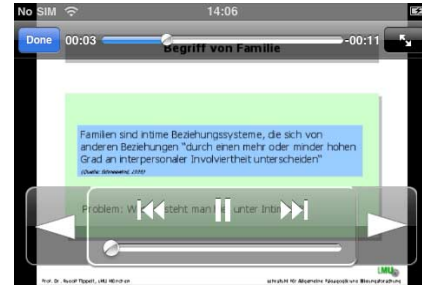 No SIM 14:06
Done 00:03 -00:11
Begriff von Familie
Familien sind intime Beziehungssysteme, die sich von
anderen Beziehungen "durch einen mehr oder minder hohen
Grad an interpersonaler Involviertheit unterscheiden"
(Quelle: Schneewind,
Problem: steht man unter
LMU
Prof. Dr. Rudolf Tippelt, LMU München